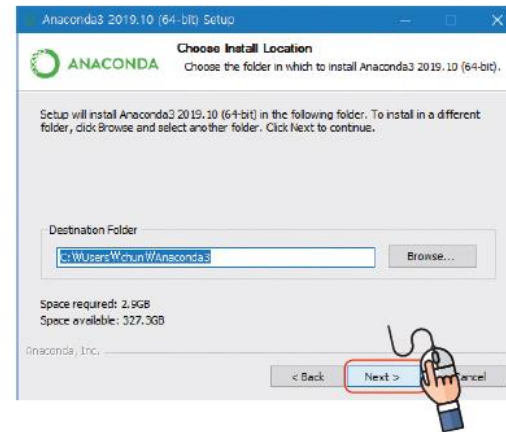 Anaconda3 2019.10 (64-bit) Setup
ANACONDA
Choose Install Location
Choose the folder in which to install Anaconda3 2019.10 (64-bit).
Setup will install Anaconda3 2019.10 (64-bit) in the following folder. To install in a different
folder, click Browse and select another folder. Click Next to continue.
Destination Folder
C:₩Users₩chun₩Anaconda3
Browse...
Space required: 2.9GB
Space available: 327.3GB
Anaconda, Inc.
< Back
Next >